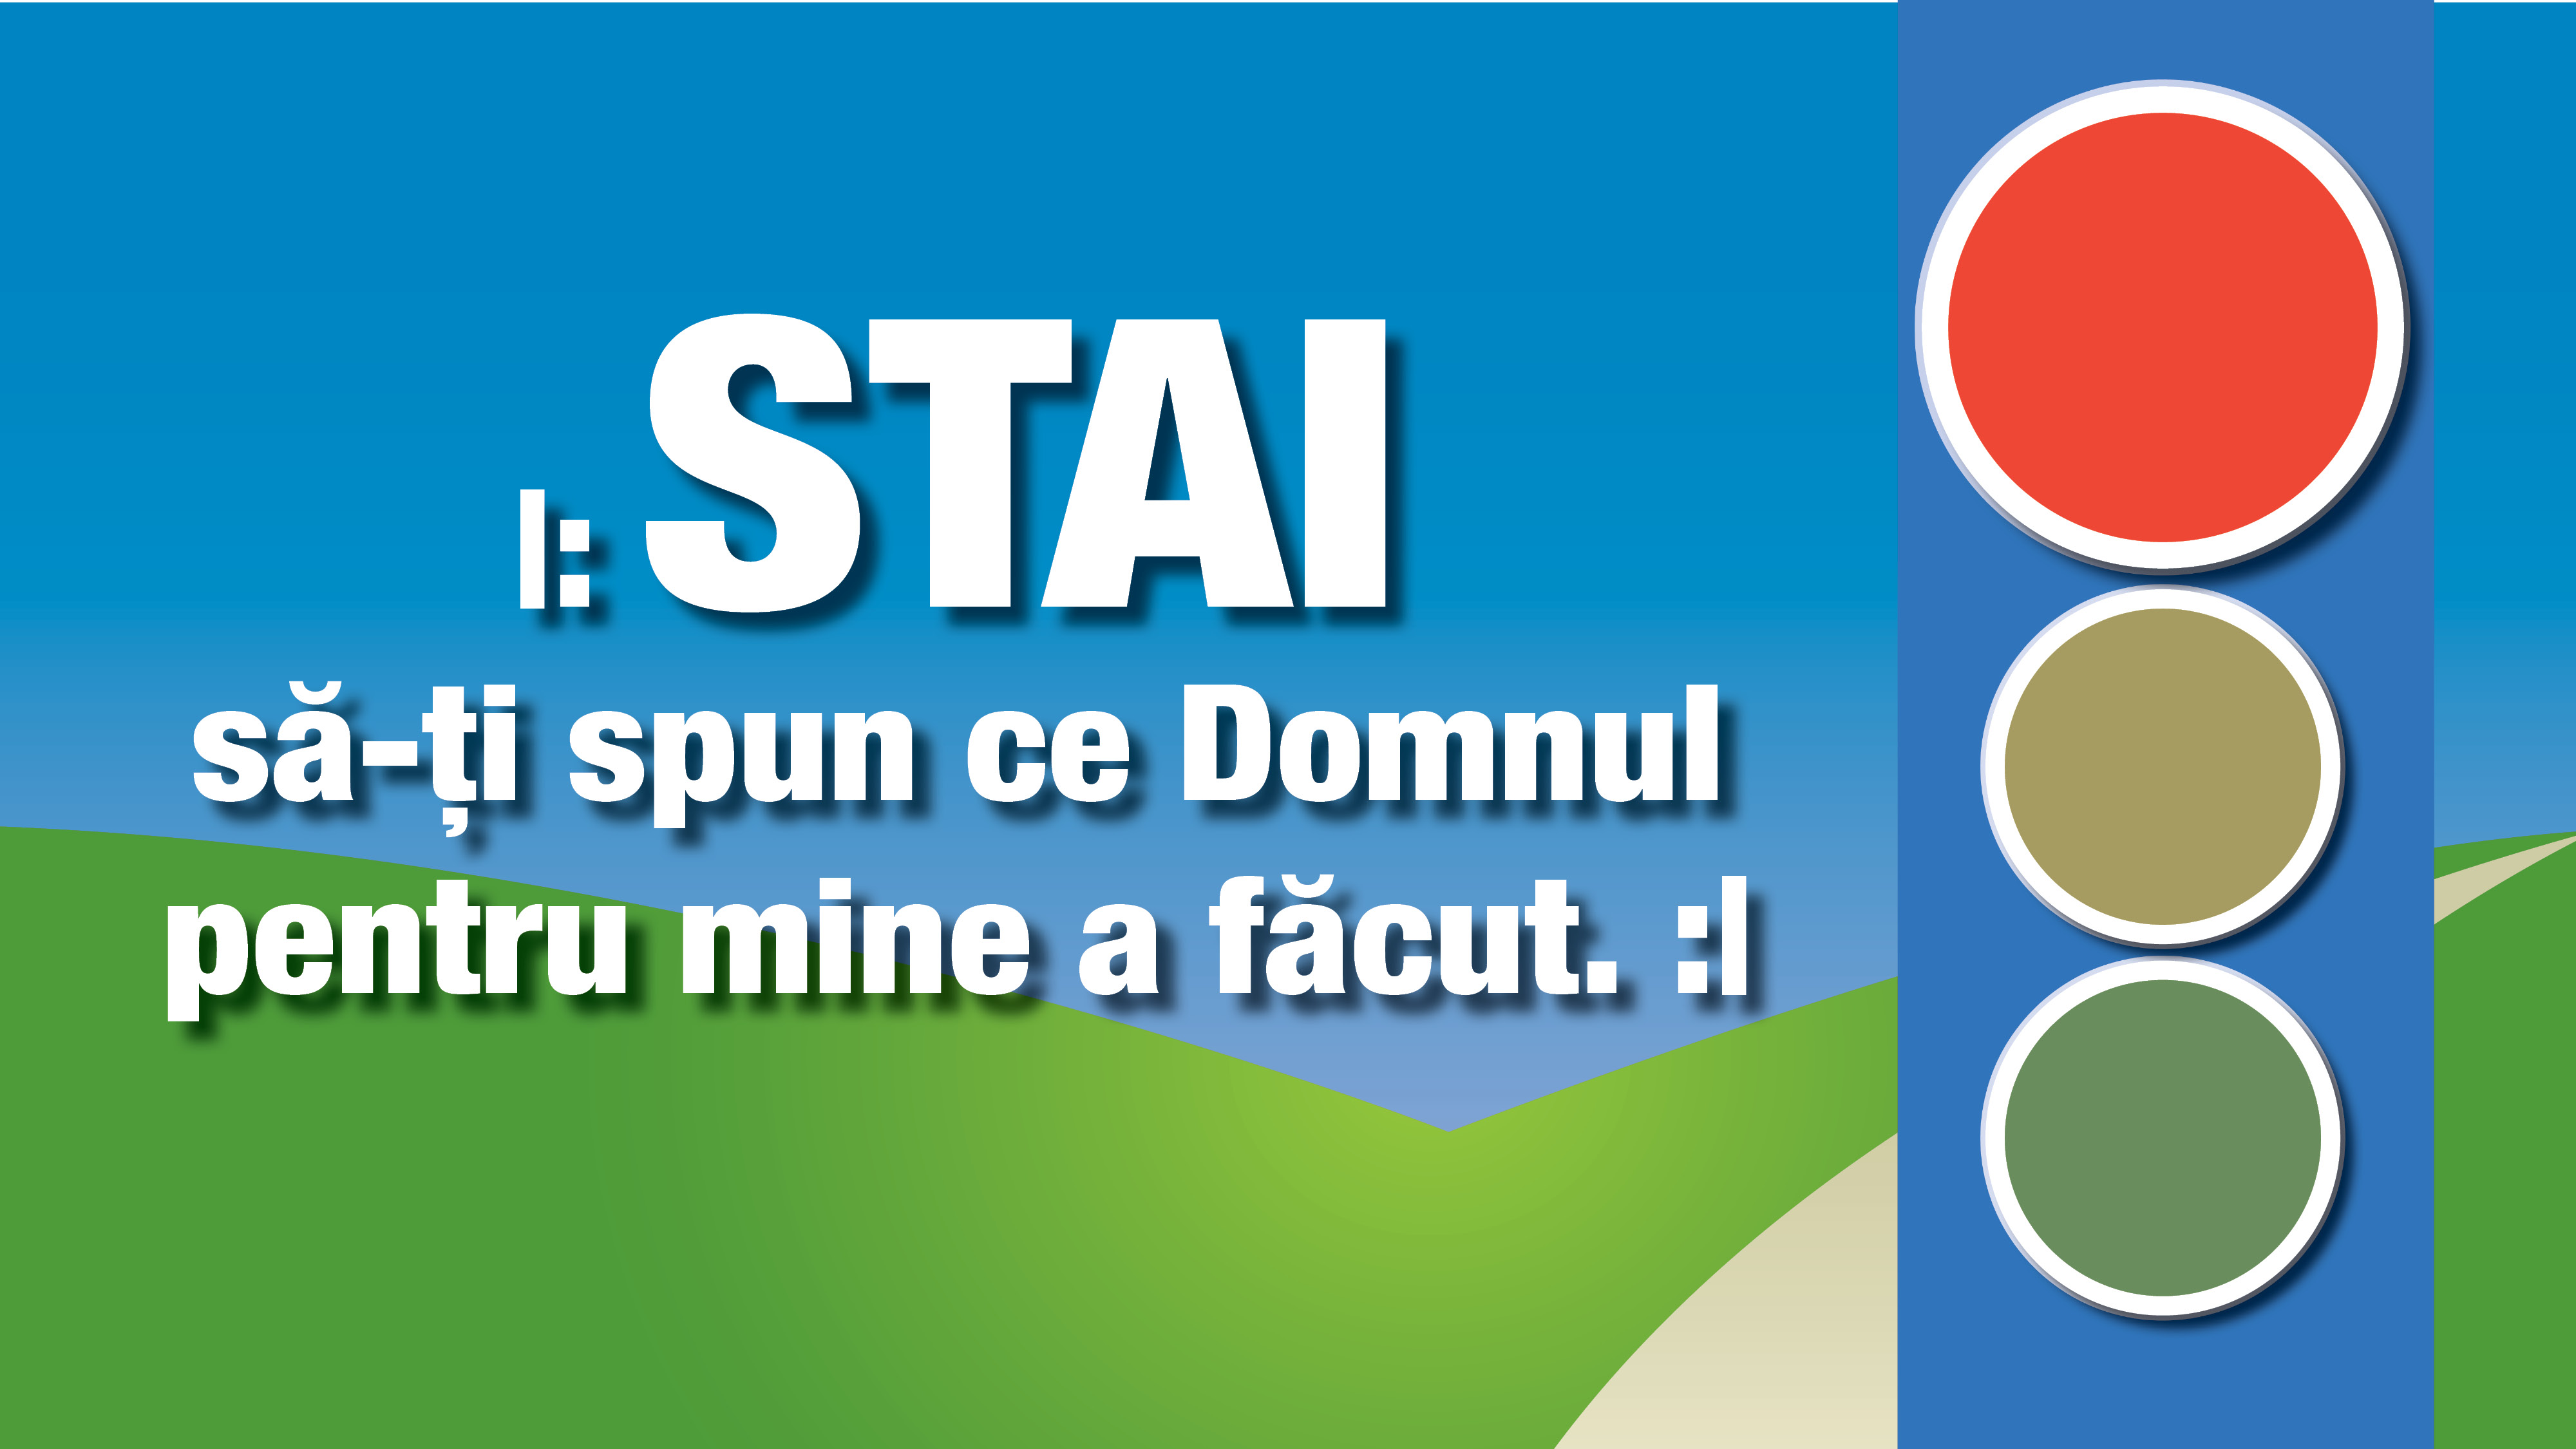 |: STAI
să-ți spun ce Domnul
pentru mine a făcut. :|